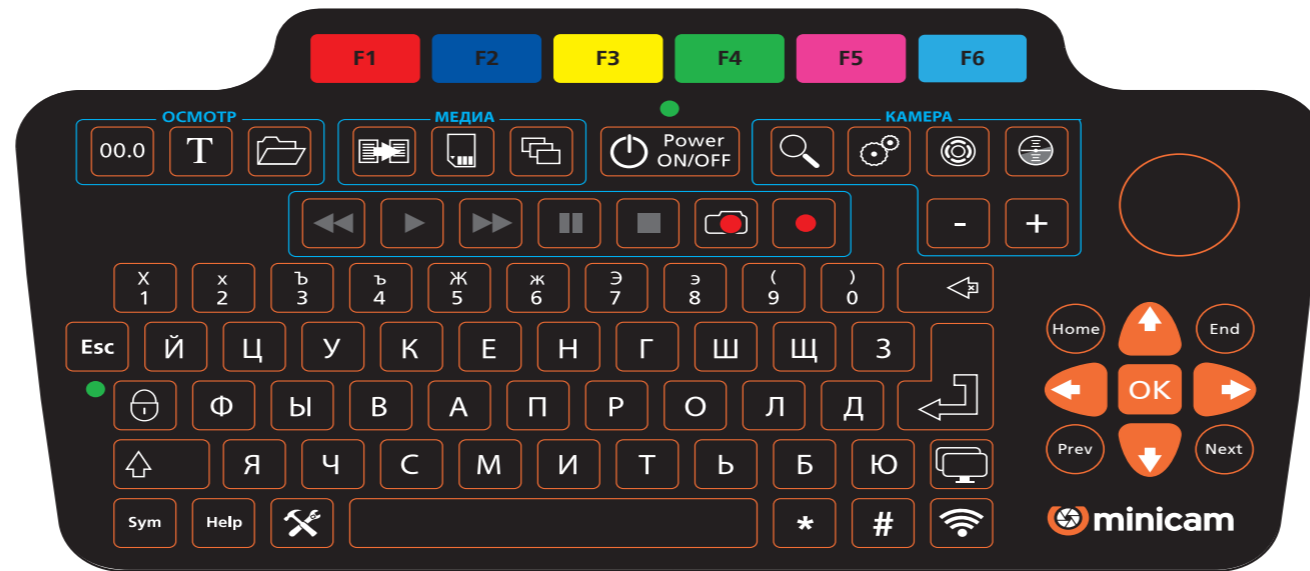 F1 F2 F3 F4 F5 F6
ОСМОТР МЕДИА КАМЕРА
00.0 T Power
ON/OFF
- +
Х х Ъ ъ Ж ж Э э ( )
1 2 3 4 5 6 7 8 9 0
Esc Й Ц У К Е Н Г Ш Щ З
Ф Ы В А П Р О Л Д
Я Ч С М И Т Ь Б Ю
Sym Help * #
Home End
OK
Prev Next
minicam